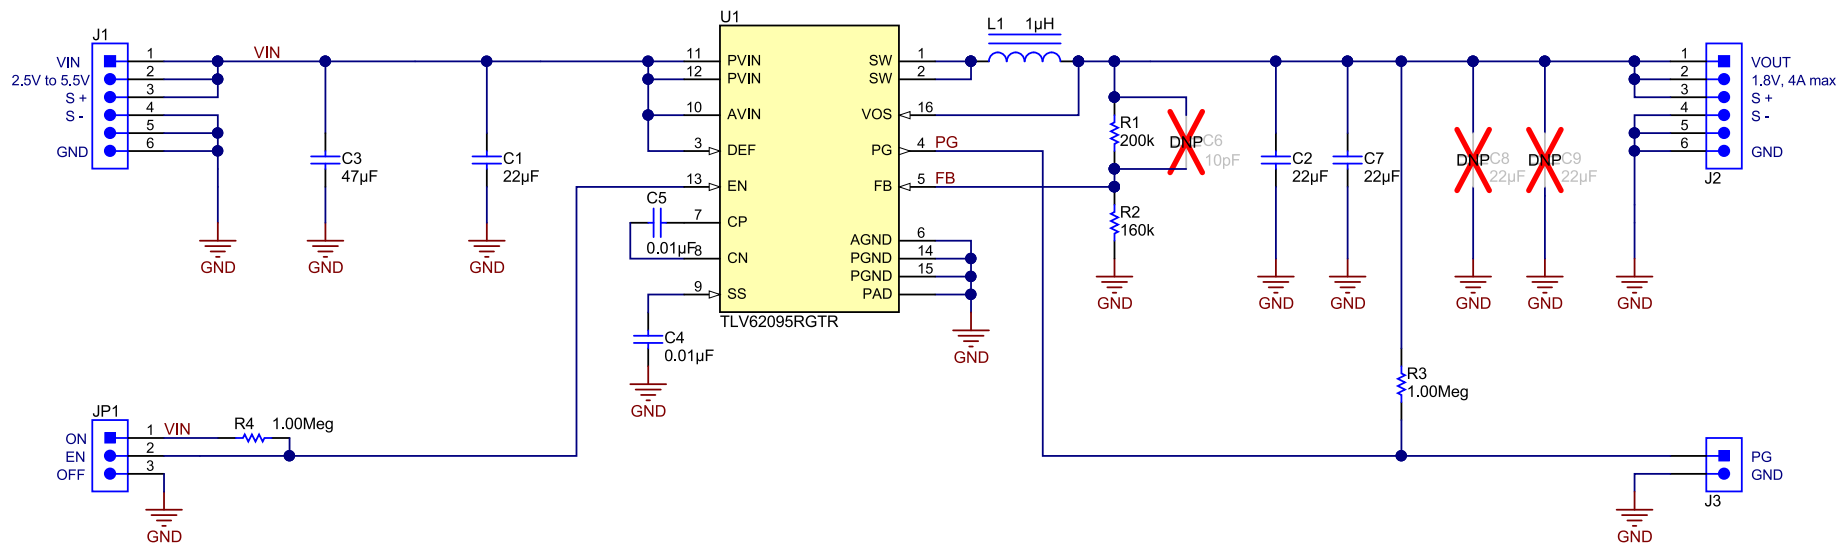 J1
VIN
2.5V to 5.5V
S +
S -
GND
1
2
3
4
5
6
VIN
C3
47µF
C1
22µF
GND
GND
GND
U1
11 PVIN
12 PVIN
10 AVIN
3 DEF
13 EN
7 CP
8 CN
9 SS
SW 1
SW 2
VOS 16
PG 4 PG
FB 5 FB
AGND 6
PGND 14
PGND 15
PAD
TLV62095RGTR
C5
0.01µF
C4
0.01µF
GND
GND
L1 1µH
R1
200k
DNP C6
10pF
R2
160k
GND
C2
22µF
GND
C7
22µF
GND
DNP C8
22µF
GND
DNP C9
22µF
GND
GND
R3
1.00Meg
1
2
3
4
5
6
VOUT
1.8V, 4A max
S +
S -
GND
J2
JP1
ON
EN
OFF
1 VIN
2
3
R4 1.00Meg
GND
PG
GND
J3
GND